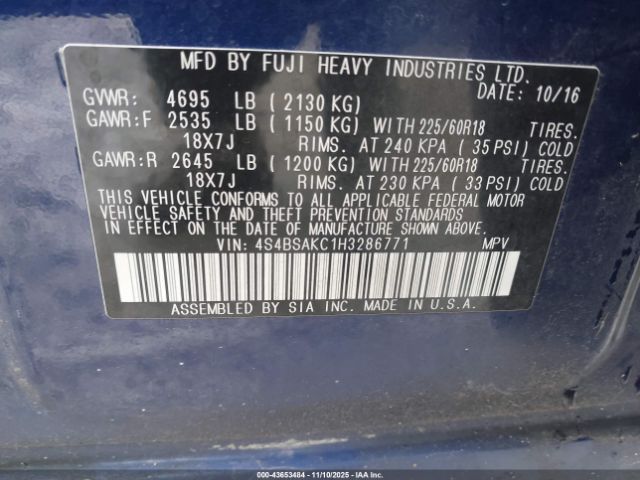 MFD BY FUJI HEAVY INDUSTRIES LTD.
DATE: 10/16
GVWR: 4695 LB ( 2130 KG)
GAWR:F 2535 LB ( 1150 KG) WITH 225/60R18 TIRES.
18X7J RIMS. AT 240 KPA ( 35 PSI) COLD
GAWR:R 2645 LB ( 1200 KG) WITH 225/60R18 TIRES.
18X7J RIMS. AT 230 KPA ( 33 PSI) COLD
THIS VEHICLE CONFORMS TO ALL APPLICABLE FEDERAL MOTOR
VEHICLE SAFETY AND THEFT PREVENTION STANDARDS
IN EFFECT ON THE DATE OF MANUFACTURE SHOWN ABOVE.
VIN: 4S4BSAKC1H3286771 MPV
ASSEMBLED BY SIA INC. MADE IN U.S.A.
000-43653484 - 11/10/2025 - IAAI.COM